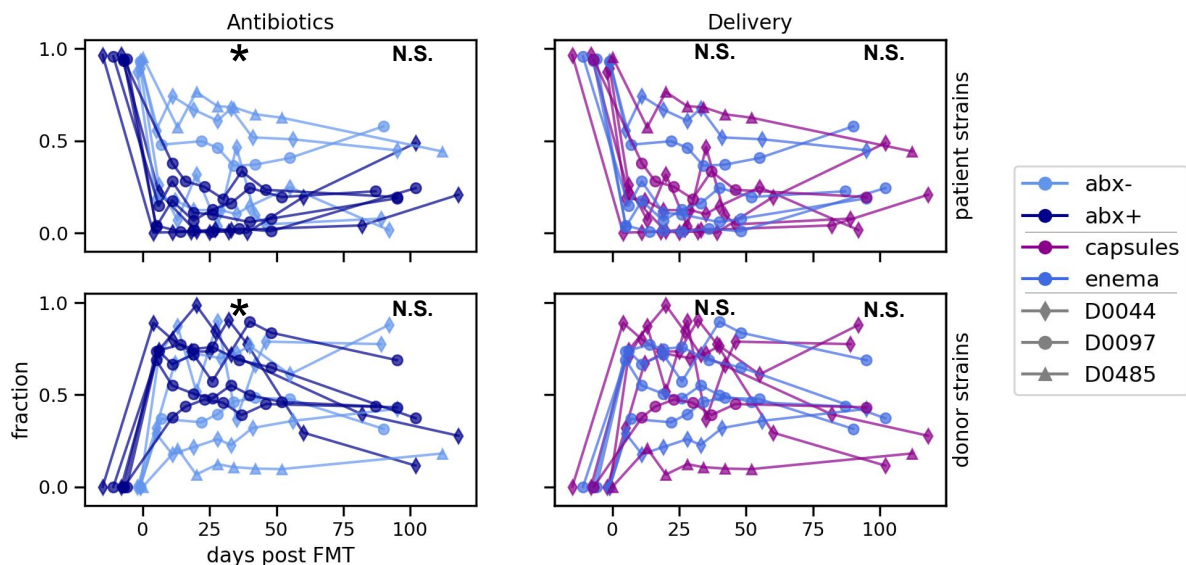 Antibiotics
Delivery
1.0
*
N.S.
N.S.
N.S.
0.5
0.0
patient strains
1.0
*
N.S.
N.S.
N.S.
0.5
0.0
fraction
donor strains
0 25 50 75 100
0 25 50 75 100
days post FMT
abx-
abx+
capsules
enema
D0044
D0097
D0485